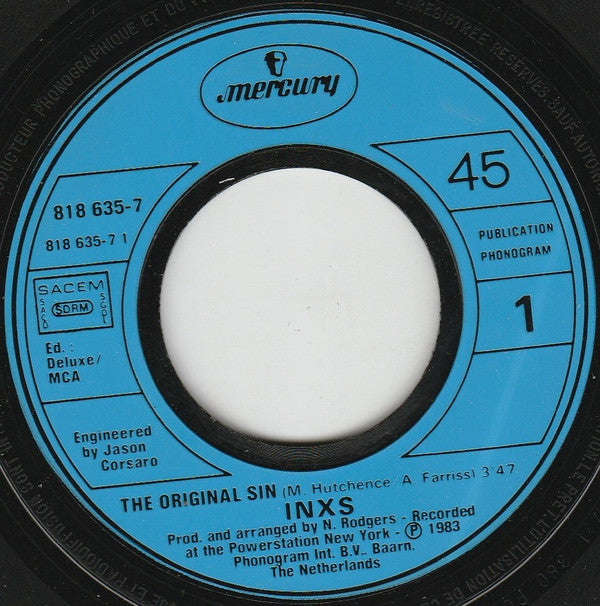 mercury
818 635-7
818 635-7 1
SACEM
SACD
SDRM
SGDL
Ed. :
Deluxe/
MCA
Engineered
by Jason
Corsaro
45
PUBLICATION
PHONOGRAM
1
THE ORIGINAL SIN (M. Hutchence / A. Farriss) 3'47
INXS
Prod. and arranged by N. Rodgers - Recorded
at the Powerstation New York - ℗ 1983
Phonogram Int. B.V.. Baarn.
The Netherlands